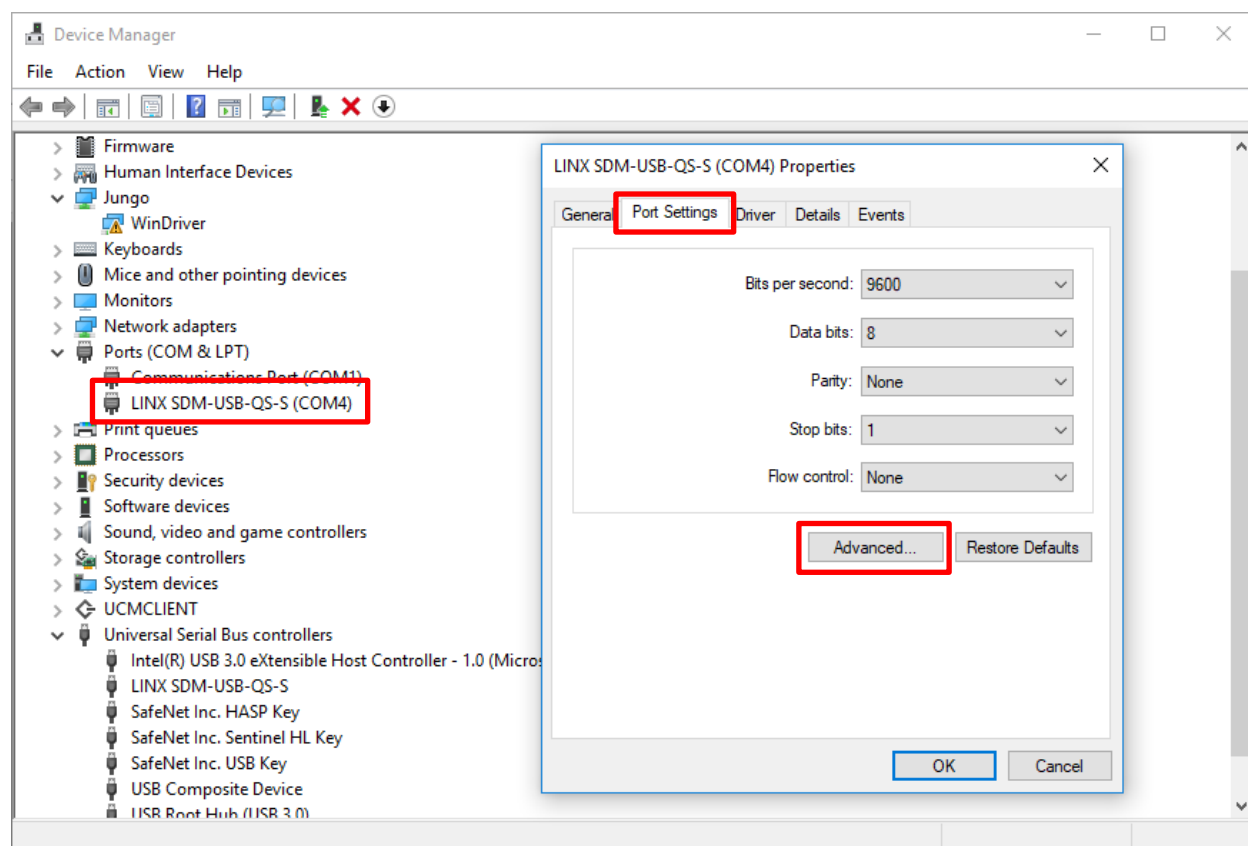 Device Manager
File Action View Help
Firmware
Human Interface Devices
Jungo
WinDriver
Keyboards
Mice and other pointing devices
Monitors
Network adapters
Ports (COM & LPT)
Communications Port (COM1)
LINX SDM-USB-QS-S (COM4)
Print queues
Processors
Security devices
Software devices
Sound, video and game controllers
Storage controllers
System devices
UCMCLIENT
Universal Serial Bus controllers
Intel(R) USB 3.0 eXtensible Host Controller - 1.0 (Micros
LINX SDM-USB-QS-S
SafeNet Inc. HASP Key
SafeNet Inc. Sentinel HL Key
SafeNet Inc. USB Key
USB Composite Device
USB Root Hub (USB 3.0)
LINX SDM-USB-QS-S (COM4) Properties
General Port Settings Driver Details Events
Bits per second: 9600
Data bits: 8
Parity: None
Stop bits: 1
Flow control: None
Advanced... Restore Defaults
OK Cancel